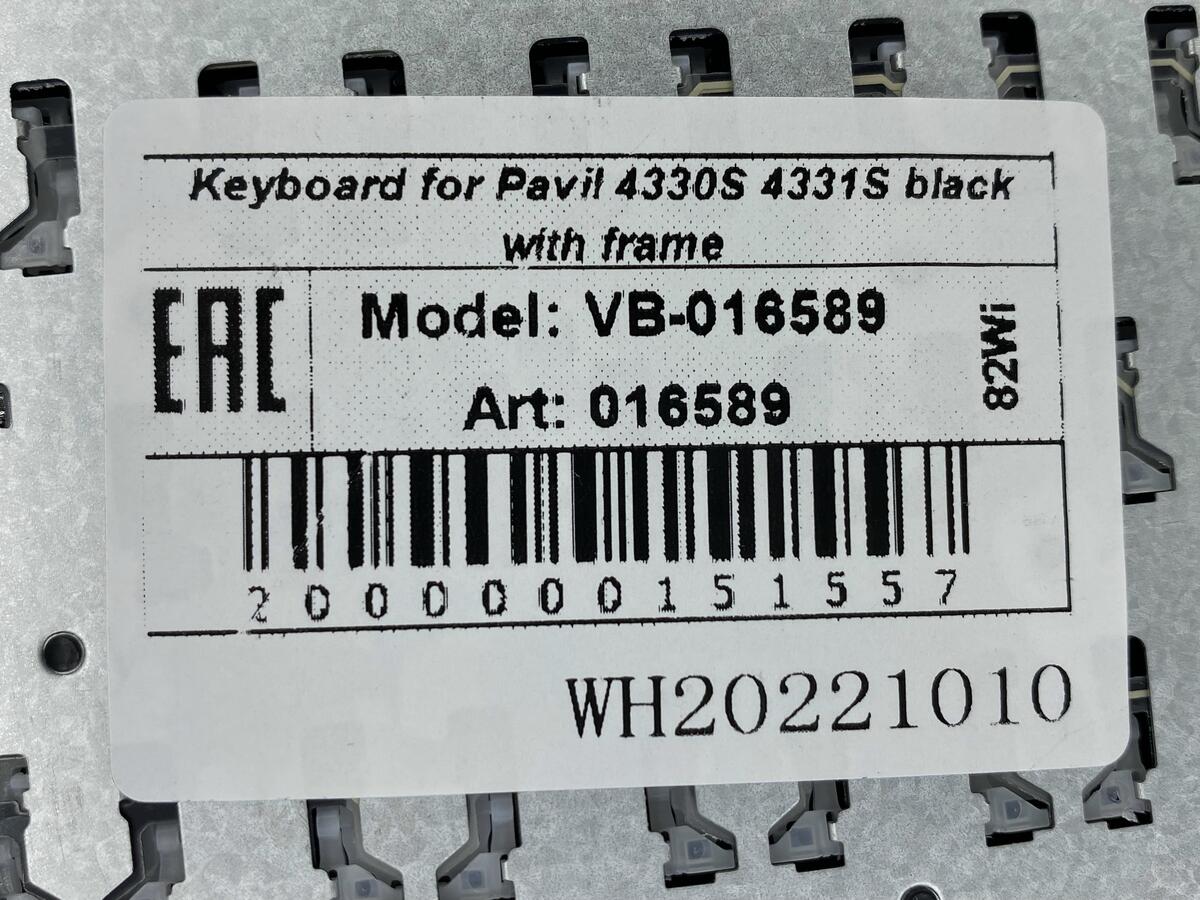 Keyboard for Pavil 4330S 4331S black
with frame
EAC
Model: VB-016589
Art: 016589
82Wi
2000000151557
WH20221010